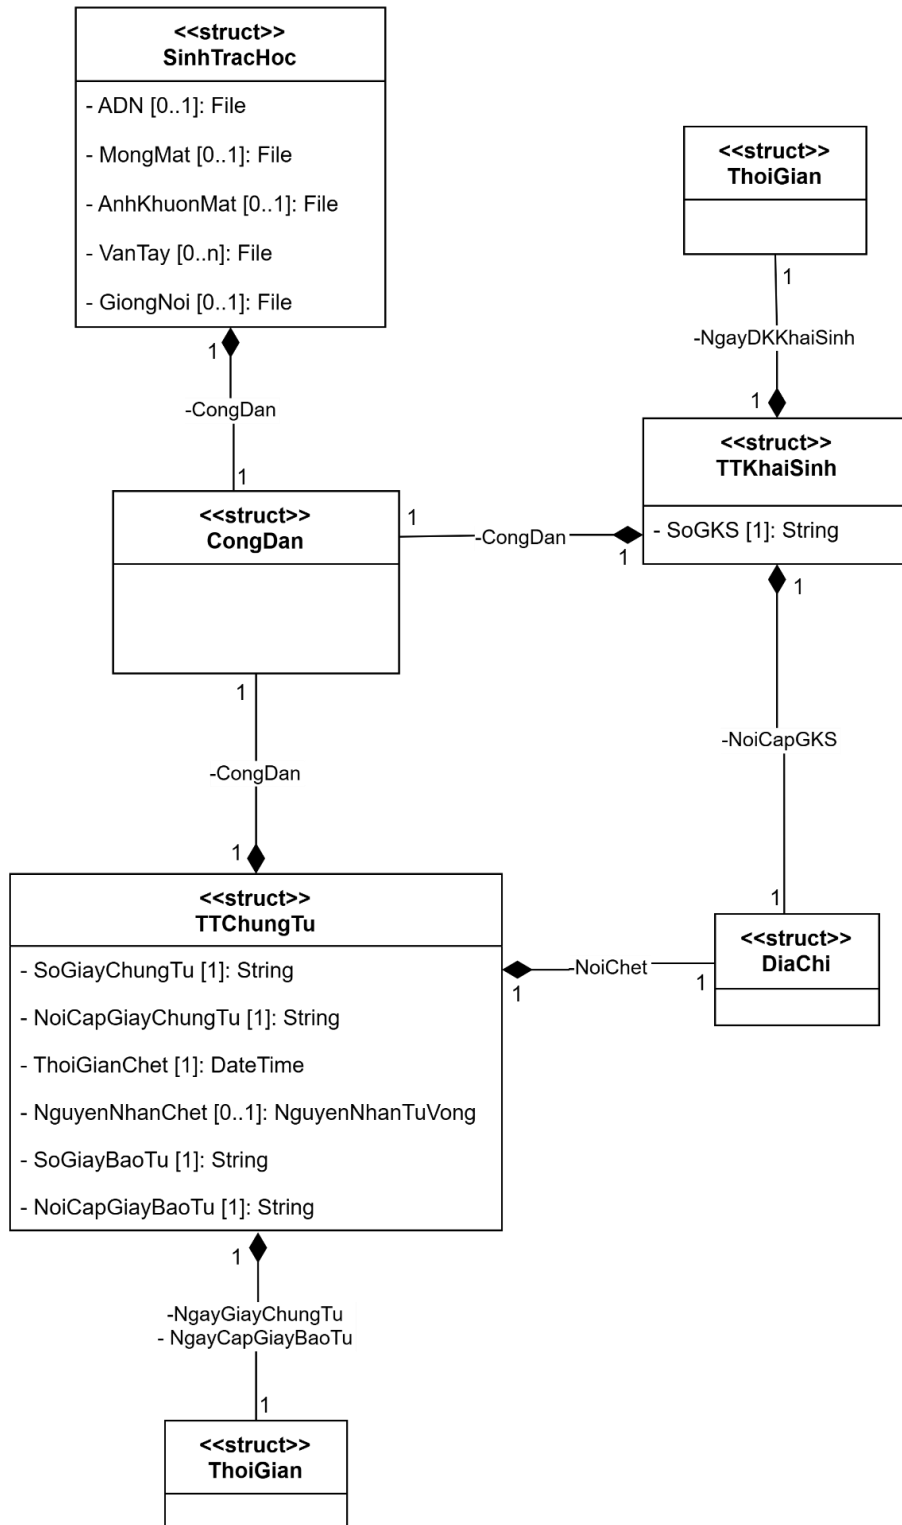 <<struct>>
SinhTracHoc
- ADN [0..1]: File
- MongMat [0..1]: File
- AnhKhuonMat [0..1]: File
- VanTay [0..n]: File
- GiongNoi [0..1]: File
1
-CongDan
1
<<struct>>
ThoiGian
1
-NgayDKKhaiSinh
1
<<struct>>
TTKhaiSinh
- SoGKS [1]: String
<<struct>>
CongDan
1
-CongDan
1
1
-NoiCapGKS
1
1
-CongDan
1
<<struct>>
TTChungTu
- SoGiayChungTu [1]: String
- NoiCapGiayChungTu [1]: String
- ThoiGianChet [1]: DateTime
- NguyenNhanChet [0..1]: NguyenNhanTuVong
- SoGiayBaoTu [1]: String
- NoiCapGiayBaoTu [1]: String
1
-NoiChet
1
<<struct>>
DiaChi
1
-NgayGiayChungTu
- NgayCapGiayBaoTu
1
<<struct>>
ThoiGian